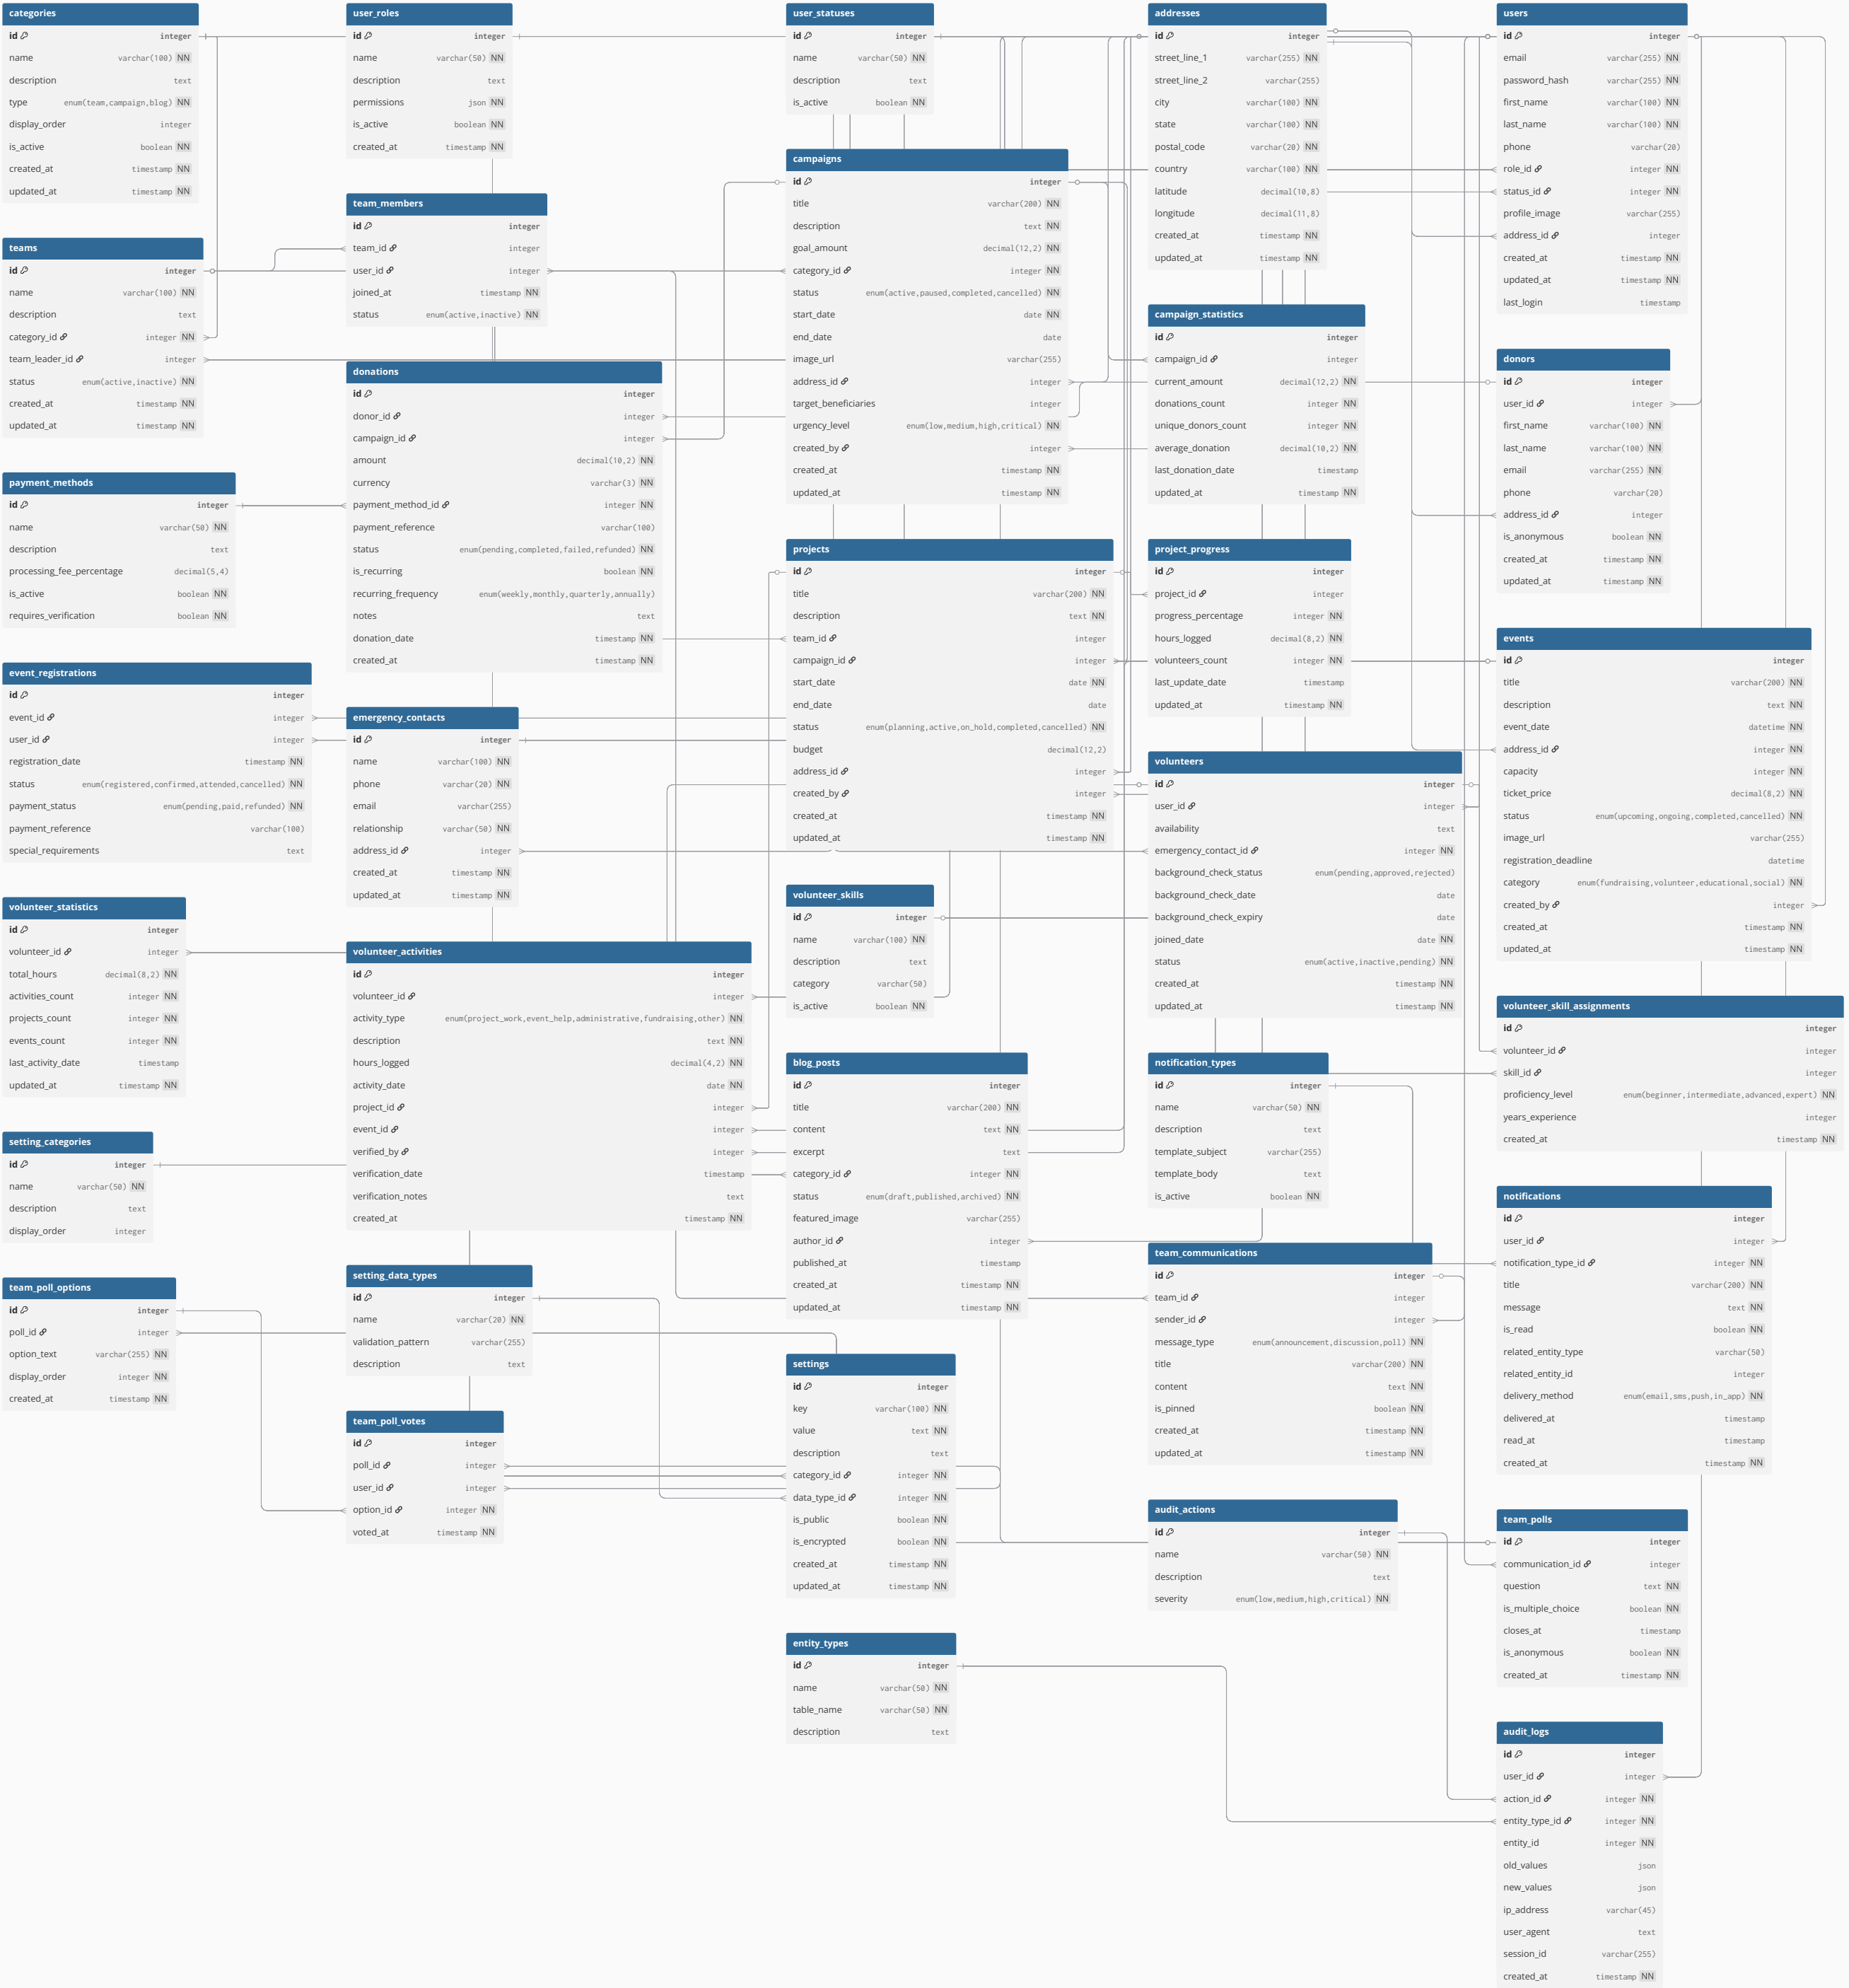 categories
id integer
name varchar(100) NN
description text
type enum(team,campaign,blog) NN
display_order integer
is_active boolean NN
created_at timestamp NN
updated_at timestamp NN
teams
id integer
name varchar(100) NN
description text
category_id integer NN
team_leader_id integer
status enum(active,inactive) NN
created_at timestamp NN
updated_at timestamp NN
payment_methods
id integer
name varchar(50) NN
description text
processing_fee_percentage decimal(5,4)
is_active boolean NN
requires_verification boolean NN
event_registrations
id integer
event_id integer
user_id integer
registration_date timestamp NN
status enum(registered,confirmed,attended,cancelled) NN
payment_status enum(pending,paid,refunded) NN
payment_reference varchar(100)
special_requirements text
volunteer_statistics
id integer
volunteer_id integer
total_hours decimal(8,2) NN
activities_count integer NN
projects_count integer NN
events_count integer NN
last_activity_date timestamp
updated_at timestamp NN
setting_categories
id integer
name varchar(50) NN
description text
display_order integer
team_poll_options
id integer
poll_id integer
option_text varchar(255) NN
display_order integer NN
created_at timestamp NN
user_roles
id integer
name varchar(50) NN
description text
permissions json NN
is_active boolean NN
created_at timestamp NN
team_members
id integer
team_id integer
user_id integer
joined_at timestamp NN
status enum(active,inactive) NN
donations
id integer
donor_id integer
campaign_id integer
amount decimal(10,2) NN
currency varchar(3) NN
payment_method_id integer NN
payment_reference varchar(100)
status enum(pending,completed,failed,refunded) NN
is_recurring boolean NN
recurring_frequency enum(weekly,monthly,quarterly,annually)
notes text
donation_date timestamp NN
created_at timestamp NN
emergency_contacts
id integer
name varchar(100) NN
phone varchar(20) NN
email varchar(255)
relationship varchar(50) NN
address_id integer
created_at timestamp NN
updated_at timestamp NN
volunteer_activities
id integer
volunteer_id integer
activity_type enum(project_work,event_help,administrative,fundraising,other) NN
description text NN
hours_logged decimal(4,2) NN
activity_date date NN
project_id integer
event_id integer
verified_by integer
verification_date timestamp
verification_notes text
created_at timestamp NN
setting_data_types
id integer
name varchar(20) NN
validation_pattern varchar(255)
description text
team_poll_votes
id integer
poll_id integer
user_id integer
option_id integer NN
voted_at timestamp NN
user_statuses
id integer
name varchar(50) NN
description text
is_active boolean NN
campaigns
id integer
title varchar(200) NN
description text NN
goal_amount decimal(12,2) NN
category_id integer NN
status enum(active,paused,completed,cancelled) NN
start_date date NN
end_date date
image_url varchar(255)
address_id integer
target_beneficiaries integer
urgency_level enum(low,medium,high,critical) NN
created_by integer
created_at timestamp NN
updated_at timestamp NN
projects
id integer
title varchar(200) NN
description text NN
team_id integer
campaign_id integer
start_date date NN
end_date date
status enum(planning,active,on_hold,completed,cancelled) NN
budget decimal(12,2)
address_id integer
created_by integer
created_at timestamp NN
updated_at timestamp NN
volunteer_skills
id integer
name varchar(100) NN
description text
category varchar(50)
is_active boolean NN
blog_posts
id integer
title varchar(200) NN
content text NN
excerpt text
category_id integer NN
status enum(draft,published,archived) NN
featured_image varchar(255)
author_id integer
published_at timestamp
created_at timestamp NN
updated_at timestamp NN
settings
id integer
key varchar(100) NN
value text NN
description text
category_id integer NN
data_type_id integer NN
is_public boolean NN
is_encrypted boolean NN
created_at timestamp NN
updated_at timestamp NN
entity_types
id integer
name varchar(50) NN
table_name varchar(50) NN
description text
addresses
id integer
street_line_1 varchar(255) NN
street_line_2 varchar(255)
city varchar(100) NN
state varchar(100) NN
postal_code varchar(20) NN
country varchar(100) NN
latitude decimal(10,8)
longitude decimal(11,8)
created_at timestamp NN
updated_at timestamp NN
campaign_statistics
id integer
campaign_id integer
current_amount decimal(12,2) NN
donations_count integer NN
unique_donors_count integer NN
average_donation decimal(10,2) NN
last_donation_date timestamp
updated_at timestamp NN
project_progress
id integer
project_id integer
progress_percentage integer NN
hours_logged decimal(8,2) NN
volunteers_count integer NN
last_update_date timestamp
updated_at timestamp NN
volunteers
id integer
user_id integer
availability text
emergency_contact_id integer NN
background_check_status enum(pending,approved,rejected)
background_check_date date
background_check_expiry date
joined_date date NN
status enum(active,inactive,pending) NN
created_at timestamp NN
updated_at timestamp NN
notification_types
id integer
name varchar(50) NN
description text
template_subject varchar(255)
template_body text
is_active boolean NN
team_communications
id integer
team_id integer
sender_id integer
message_type enum(announcement,discussion,poll) NN
title varchar(200) NN
content text NN
is_pinned boolean NN
created_at timestamp NN
updated_at timestamp NN
audit_actions
id integer
name varchar(50) NN
description text
severity enum(low,medium,high,critical) NN
users
id integer
email varchar(255) NN
password_hash varchar(255) NN
first_name varchar(100) NN
last_name varchar(100) NN
phone varchar(20)
role_id integer NN
status_id integer NN
profile_image varchar(255)
address_id integer
created_at timestamp NN
updated_at timestamp NN
last_login timestamp
donors
id integer
user_id integer
first_name varchar(100) NN
last_name varchar(100) NN
email varchar(255) NN
phone varchar(20)
address_id integer
is_anonymous boolean NN
created_at timestamp NN
updated_at timestamp NN
events
id integer
title varchar(200) NN
description text NN
event_date datetime NN
address_id integer NN
capacity integer NN
ticket_price decimal(8,2) NN
status enum(upcoming,ongoing,completed,cancelled) NN
image_url varchar(255)
registration_deadline datetime
category enum(fundraising,volunteer,educational,social) NN
created_by integer
created_at timestamp NN
updated_at timestamp NN
volunteer_skill_assignments
id integer
volunteer_id integer
skill_id integer
proficiency_level enum(beginner,intermediate,advanced,expert) NN
years_experience integer
created_at timestamp NN
notifications
id integer
user_id integer
notification_type_id integer NN
title varchar(200) NN
message text NN
is_read boolean NN
related_entity_type varchar(50)
related_entity_id integer
delivery_method enum(email,sms,push,in_app) NN
delivered_at timestamp
read_at timestamp
created_at timestamp NN
team_polls
id integer
communication_id integer
question text NN
is_multiple_choice boolean NN
closes_at timestamp
is_anonymous boolean NN
created_at timestamp NN
audit_logs
id integer
user_id integer
action_id integer NN
entity_type_id integer NN
entity_id integer NN
old_values json
new_values json
ip_address varchar(45)
user_agent text
session_id varchar(255)
created_at timestamp NN